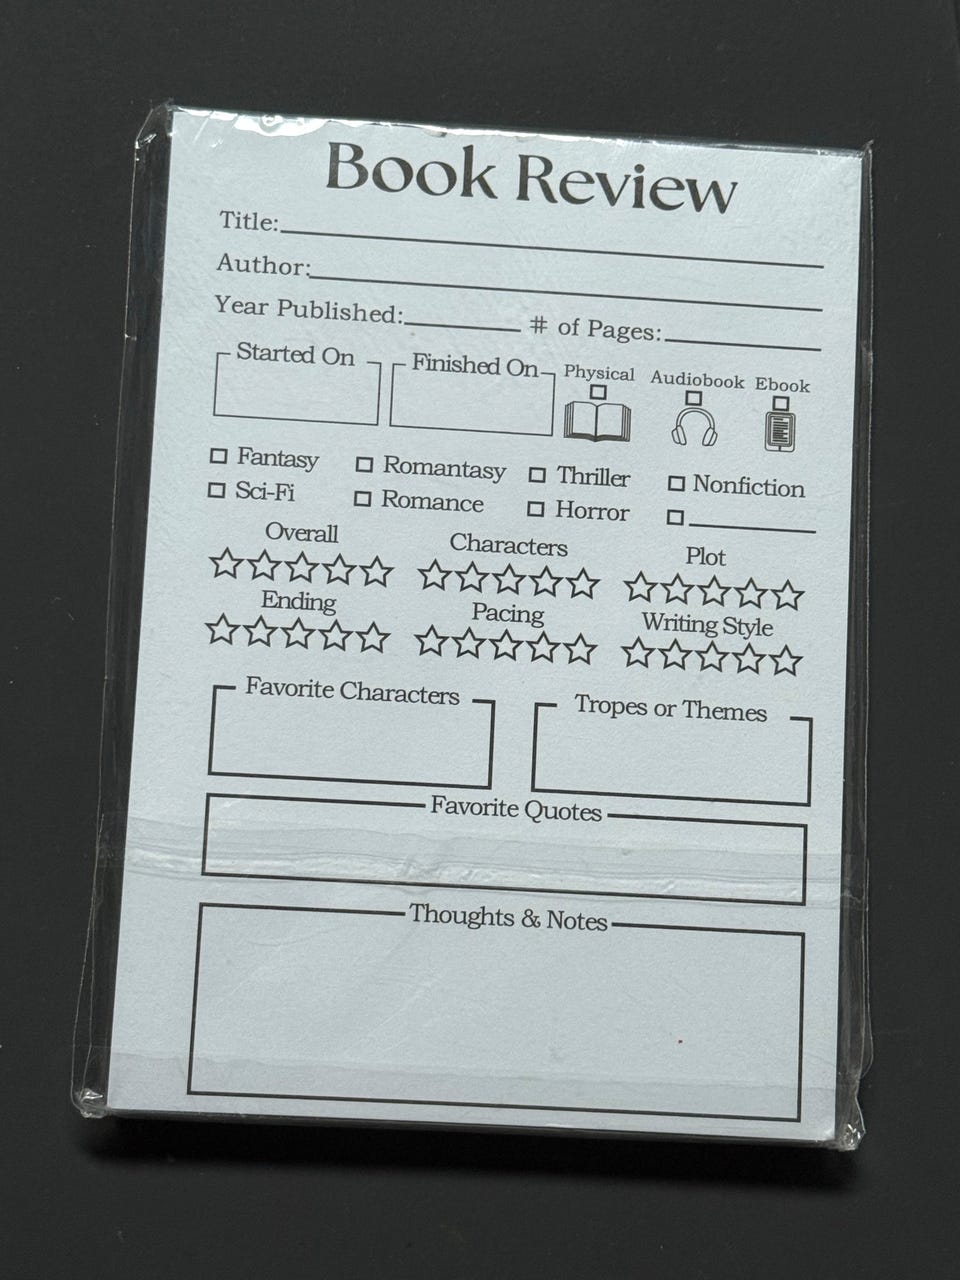 Book Review
Title:
Author:
Year Published: # of Pages:
Started On Finished On Physical Audiobook Ebook
Fantasy Romantasy Thriller Nonfiction
Sci-Fi Romance Horror
Overall Characters Plot
Ending Pacing Writing Style
Favorite Characters Tropes or Themes
Favorite Quotes
Thoughts & Notes